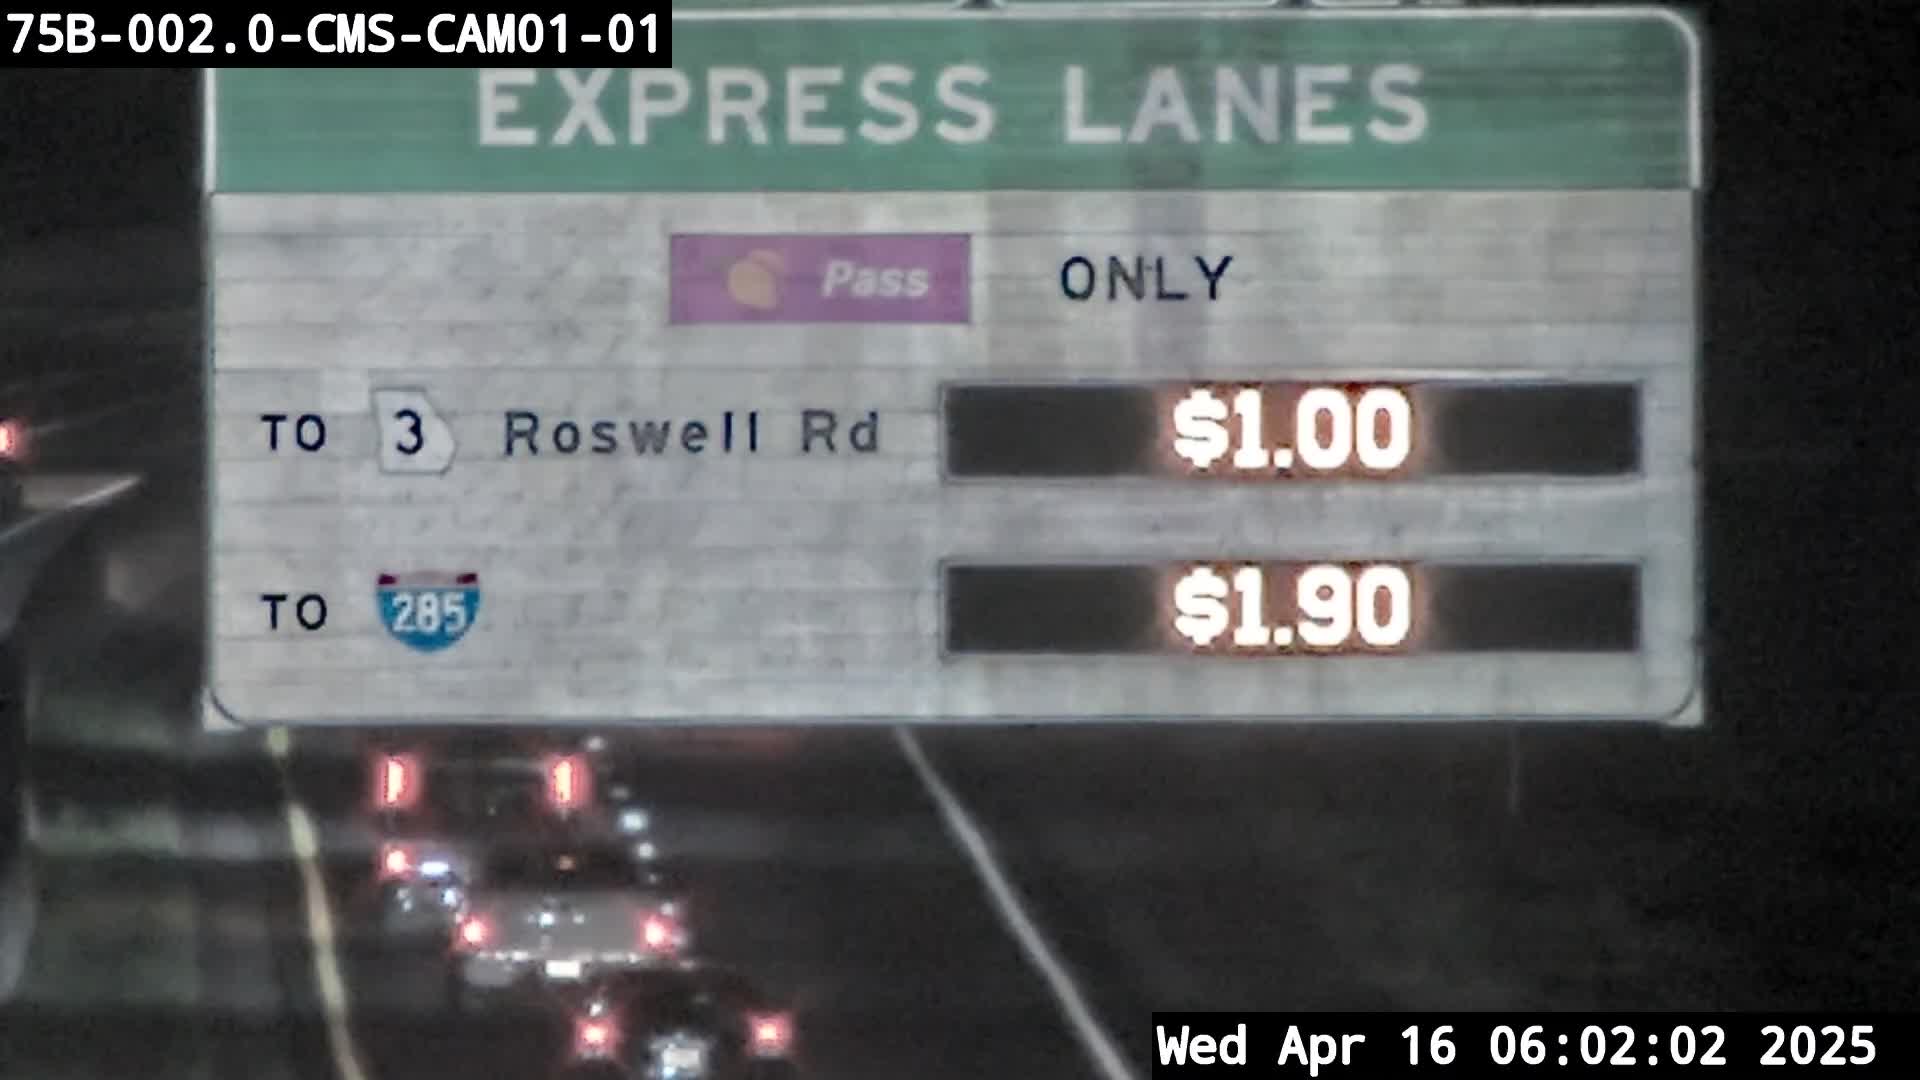 75B-002.0-CMS-CAM01-01
EXPRESS LANES
Pass ONLY
TO 3 Roswell Rd $1.00
TO 285 $1.90
Wed Apr 16 06:02:02 2025